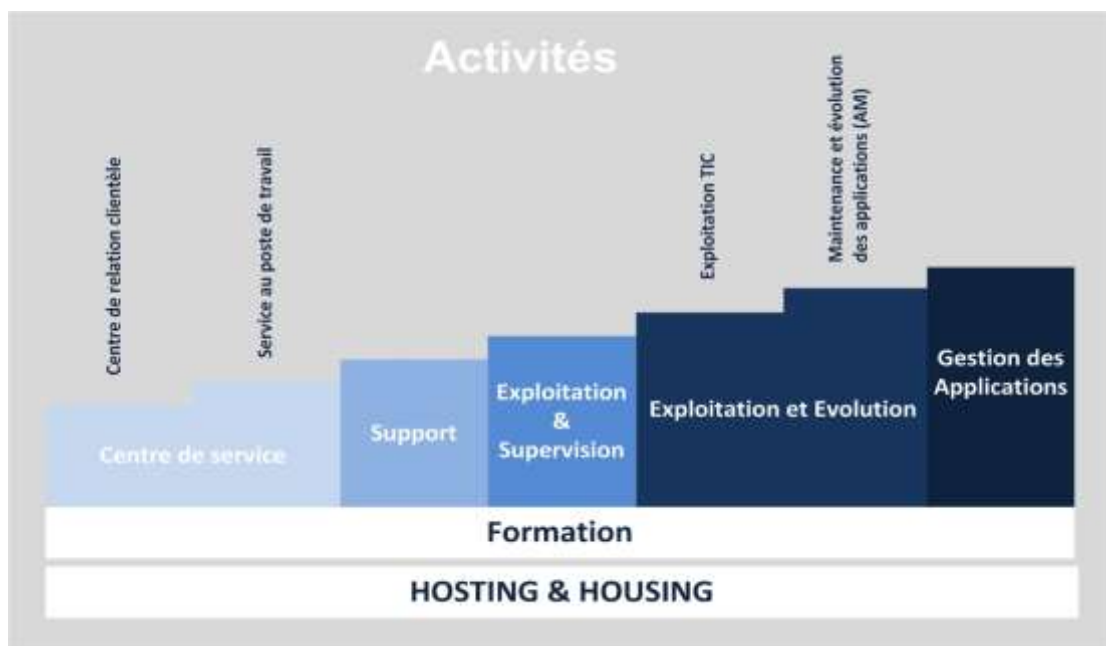 Activités
Centre de relation clientèle
Service au poste de travail
Exploitation TIC
Maintenance et évolution
des applications (AM)
Centre de service
Support
Exploitation
&
Supervision
Exploitation et Evolution
Gestion des
Applications
Formation
HOSTING & HOUSING